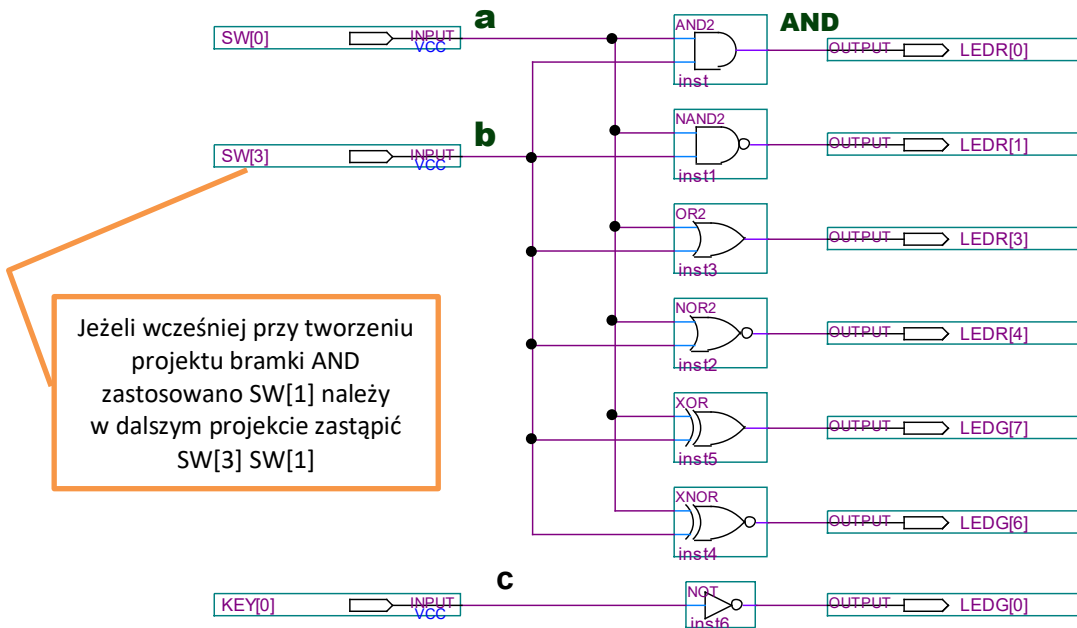 a
AND2
AND
SW[0] INPUT VCC
OUTPUT LEDR[0]
inst
b
NAND2
SW[3] INPUT VCC
OUTPUT LEDR[1]
inst1
OR2
OUTPUT LEDR[3]
inst3
Jeżeli wcześniej przy tworzeniu
projektu bramki AND
zastosowano SW[1] należy
w dalszym projekcie zastąpić
SW[3] SW[1]
NOR2
OUTPUT LEDR[4]
inst2
XOR
OUTPUT LEDG[7]
inst5
XNOR
OUTPUT LEDG[6]
inst4
c
NOT
KEY[0] INPUT VCC
OUTPUT LEDG[0]
inst6